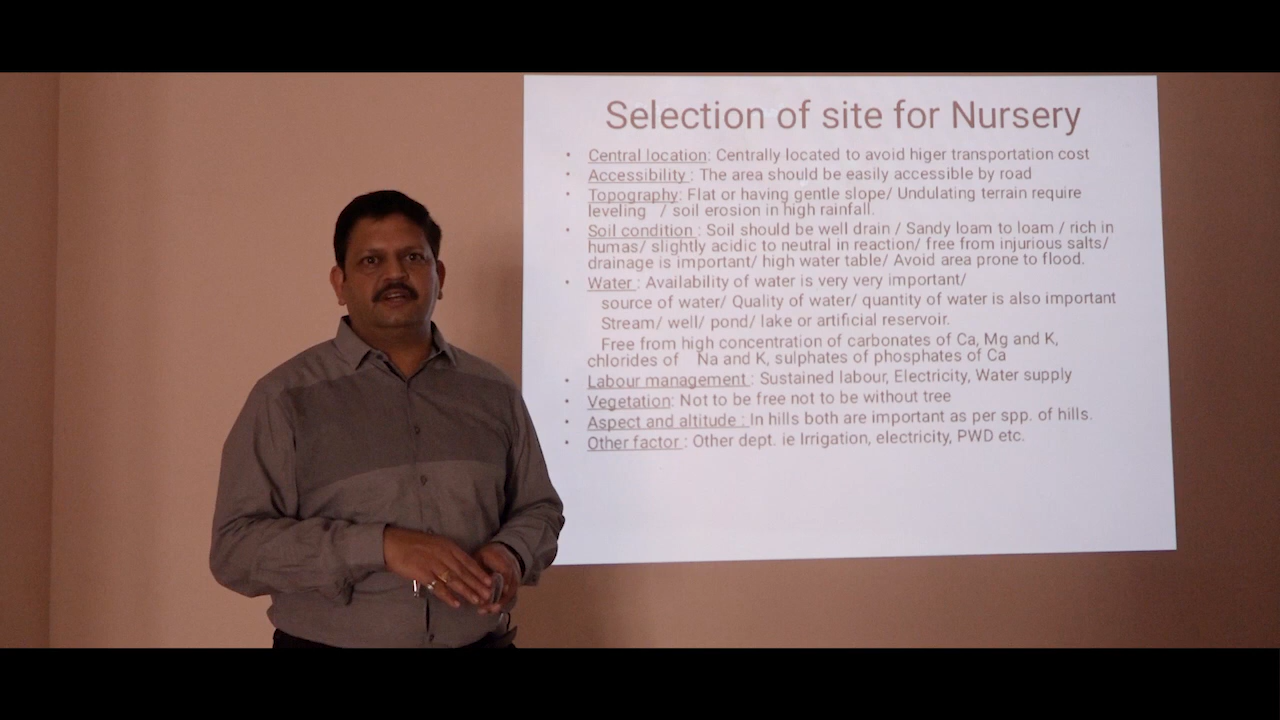 Selection of site for Nursery
• Central location: Centrally located to avoid higer transportation cost
• Accessibility : The area should be easily accessible by road
• Topography: Flat or having gentle slope/ Undulating terrain require
leveling / soil erosion in high rainfall.
• Soil condition : Soil should be well drain / Sandy loam to loam / rich in
humas/ slightly acidic to neutral in reaction/ free from injurious salts/
drainage is important/ high water table/ Avoid area prone to flood.
• Water : Availability of water is very very important/
source of water/ Quality of water/ quantity of water is also important
Stream/ well/ pond/ lake or artificial reservoir.
Free from high concentration of carbonates of Ca, Mg and K,
chlorides of Na and K, sulphates of phosphates of Ca
• Labour management : Sustained labour, Electricity, Water supply
• Vegetation: Not to be free not to be without tree
• Aspect and altitude : In hills both are important as per spp. of hills.
• Other factor : Other dept. ie Irrigation, electricity, PWD etc.